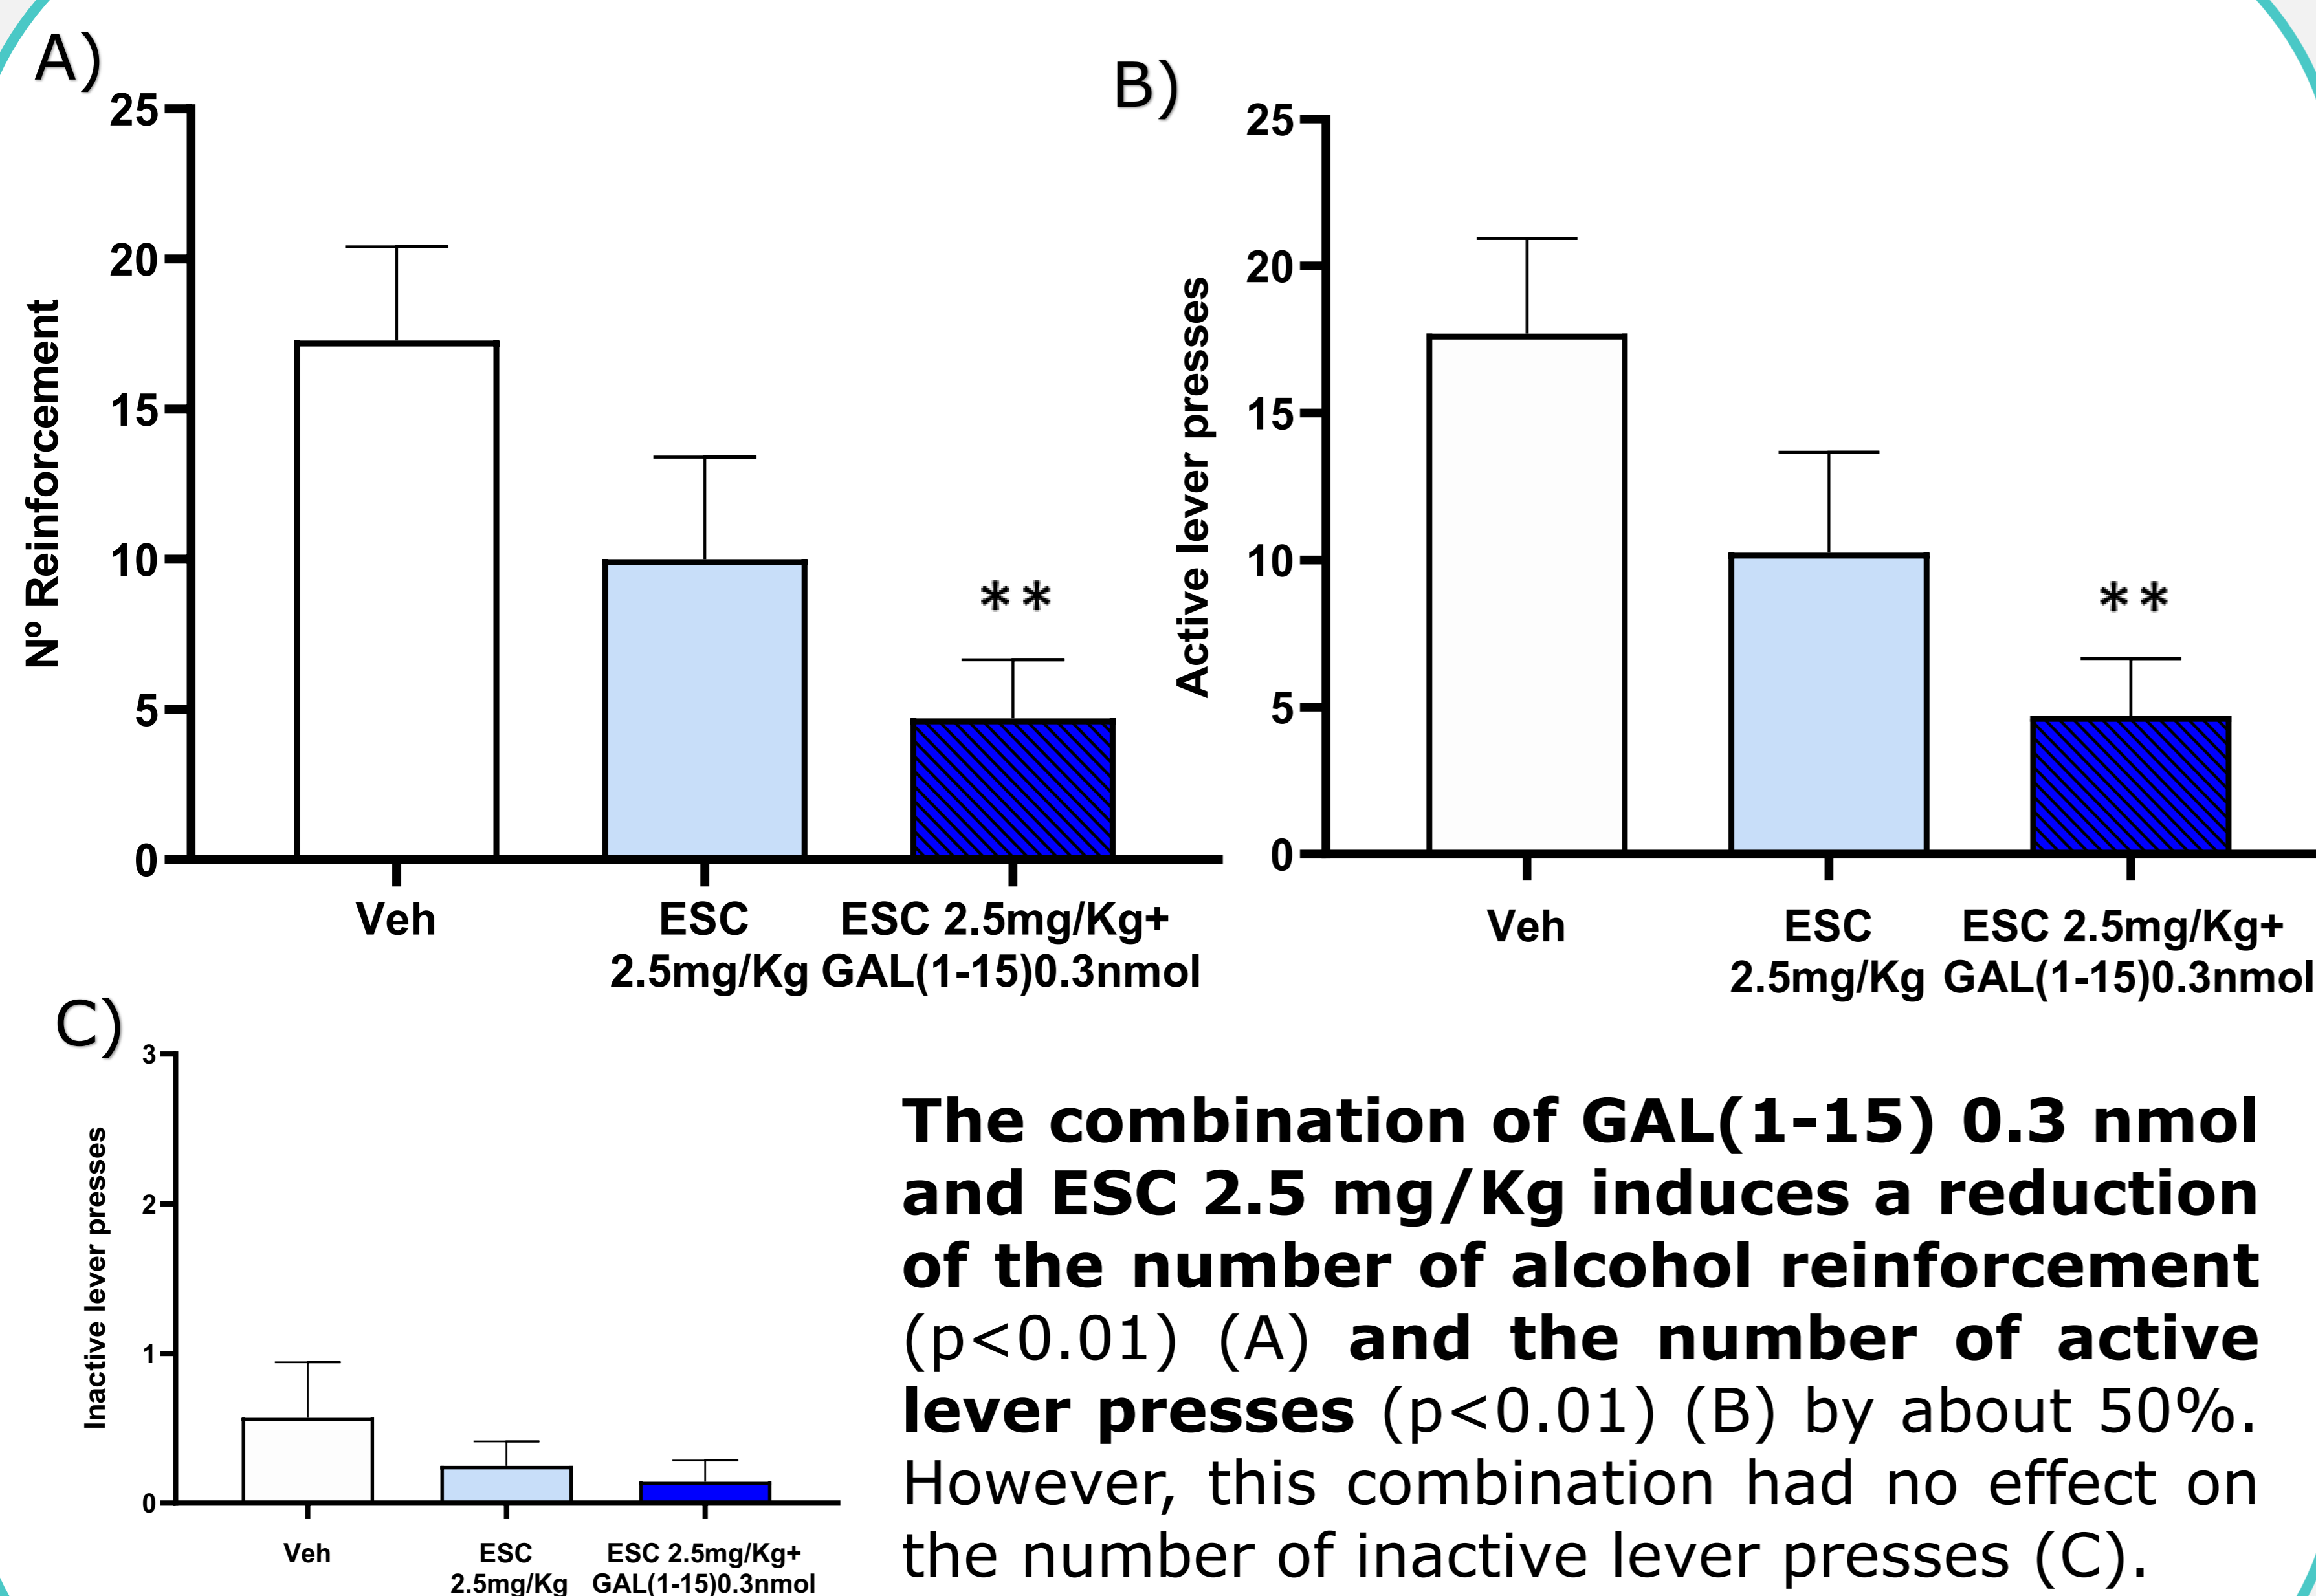 A)
25
20
15
10
5
0
Nº Reinforcement
**
Veh
ESC
2.5mg/Kg
ESC 2.5mg/Kg+
GAL(1-15)0.3nmol
B)
25
20
15
10
5
0
Active lever presses
**
Veh
ESC
2.5mg/Kg
ESC 2.5mg/Kg+
GAL(1-15)0.3nmol
C)
3
2
1
0
Inactive lever presses
Veh
ESC
2.5mg/Kg
ESC 2.5mg/Kg+
GAL(1-15)0.3nmol
The combination of GAL(1-15) 0.3 nmol
and ESC 2.5 mg/Kg induces a reduction
of the number of alcohol reinforcement
(p<0.01) (A) and the number of active
lever presses (p<0.01) (B) by about 50%.
However, this combination had no effect on
the number of inactive lever presses (C).